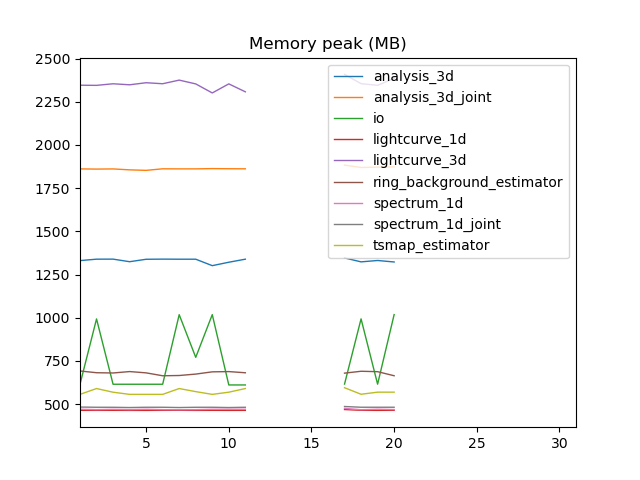 Memory peak (MB)
2500
2250
2000
1750
1500
1250
1000
750
500
analysis_3d
analysis_3d_joint
io
lightcurve_1d
lightcurve_3d
ring_background_estimator
spectrum_1d
spectrum_1d_joint
tsmap_estimator
5
10
15
20
25
30